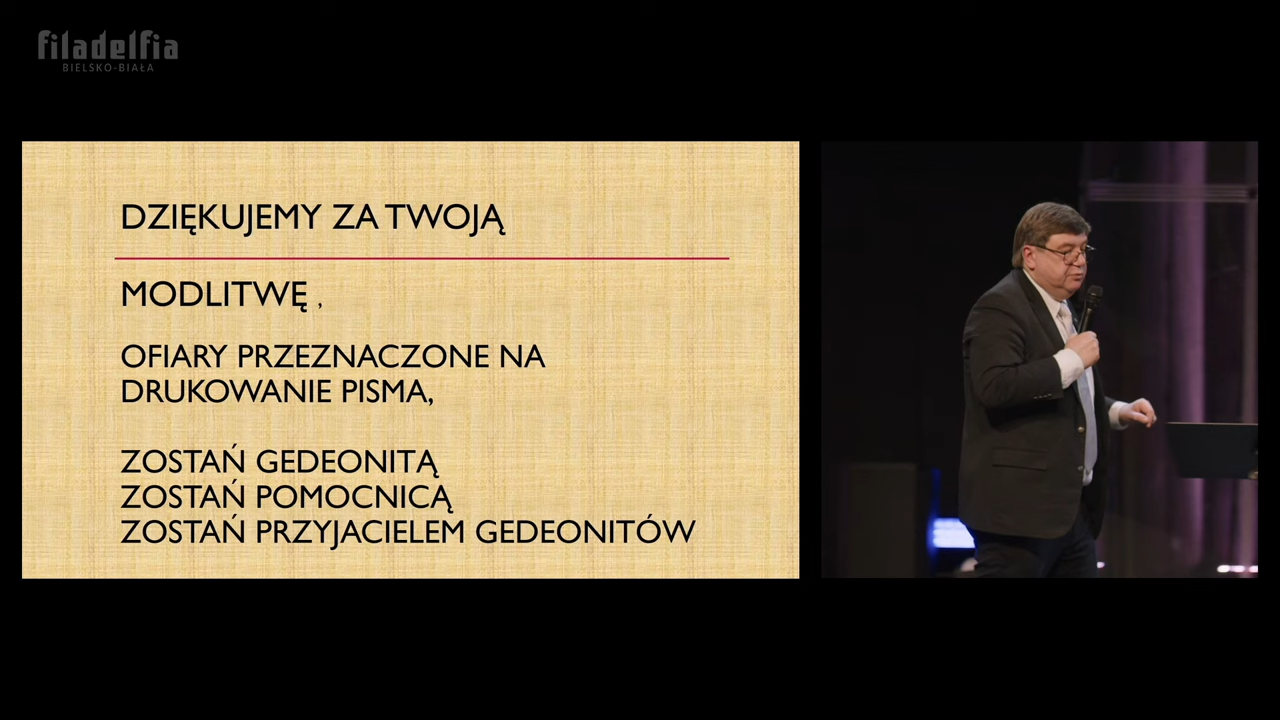 filadelfia
BIELSKO-BIAŁA
DZIĘKUJEMY ZA TWOJĄ
MODLITWĘ ,
OFIARY PRZEZNACZONE NA
DRUKOWANIE PISMA,
ZOSTAŃ GEDEONITĄ
ZOSTAŃ POMOCNICĄ
ZOSTAŃ PRZYJACIELEM GEDEONITÓW